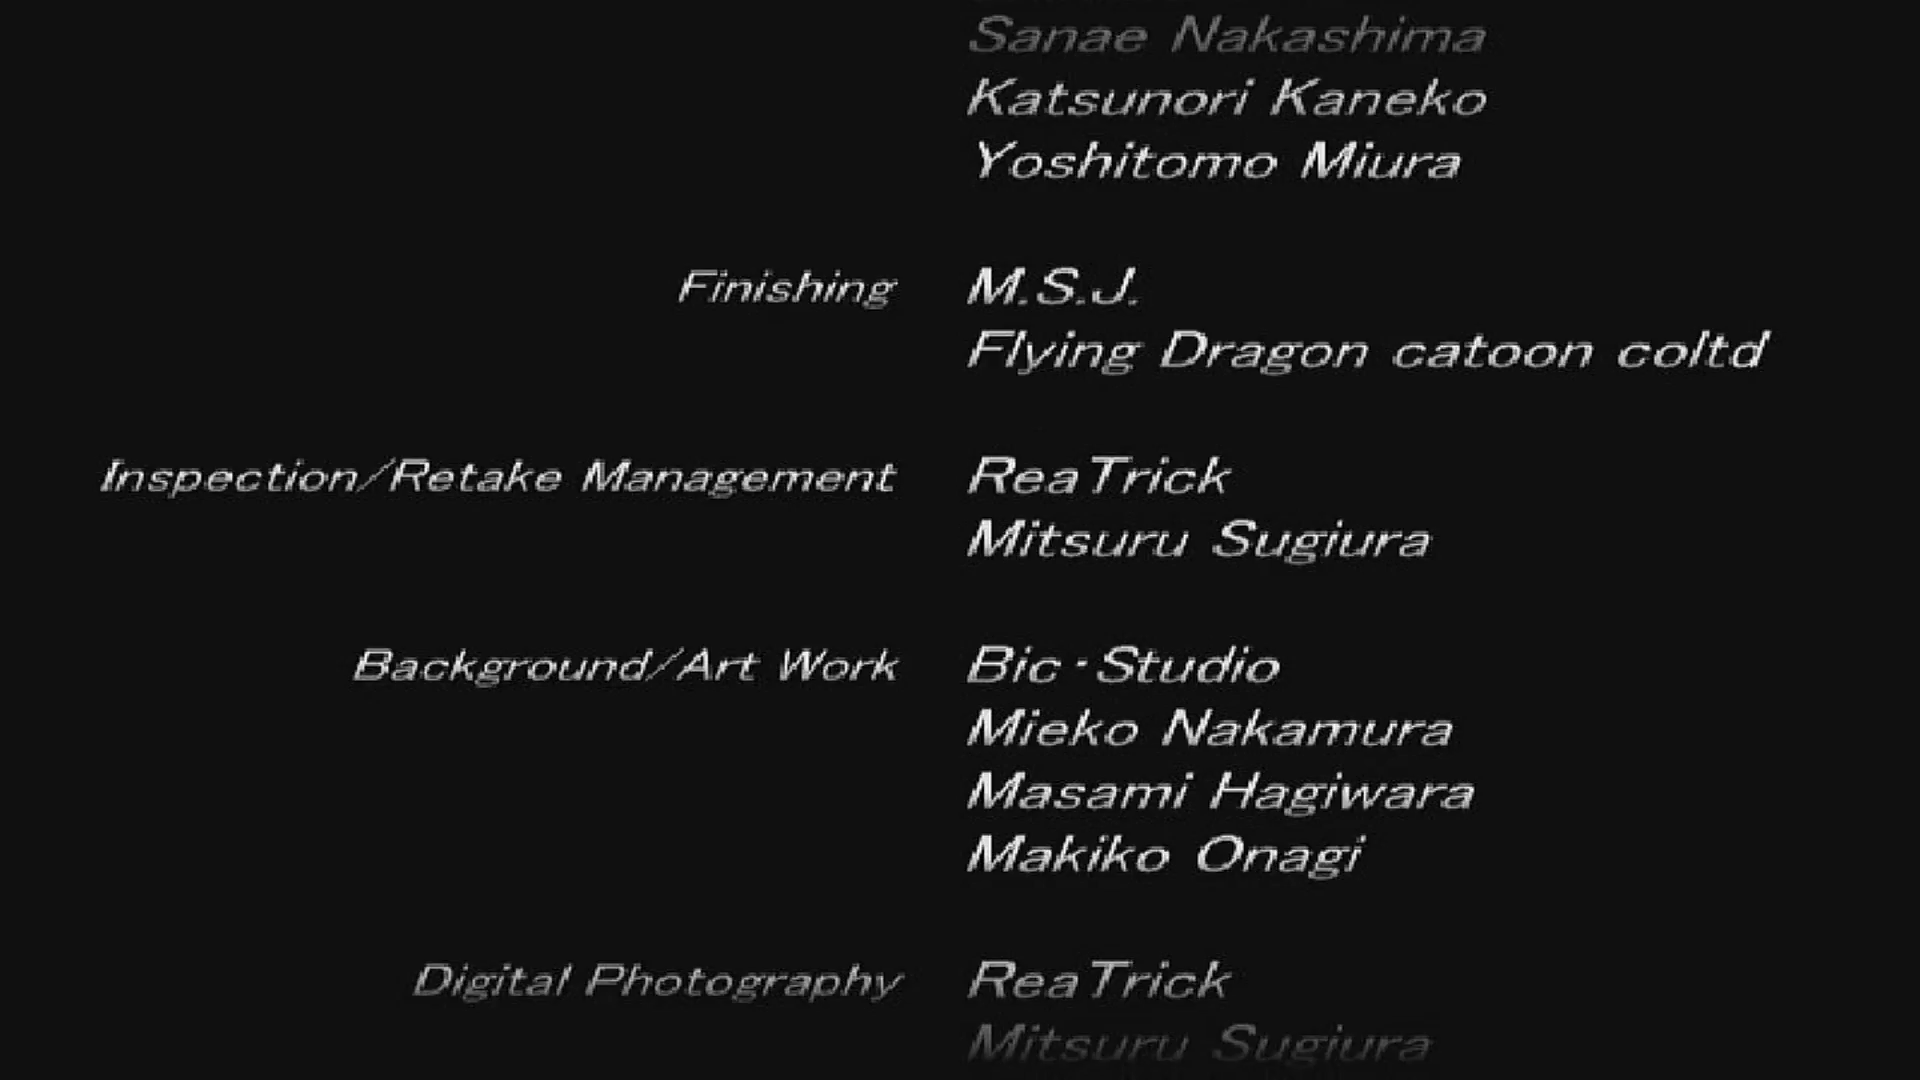 Sanae Nakashima
Katsunori Kaneko
Yoshitomo Miura
Finishing M.S.J.
Flying Dragon catoon coltd
Inspection/Retake Management ReaTrick
Mitsuru Sugiura
Background/Art Work Bic・Studio
Mieko Nakamura
Masami Hagiwara
Makiko Onagi
Digital Photography ReaTrick
Mitsuru Sugiura